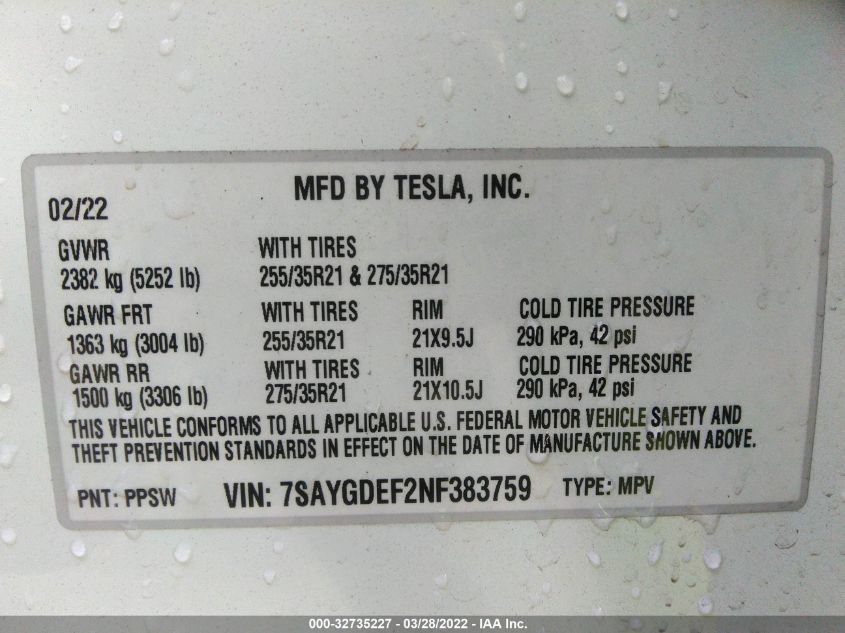 MFD BY TESLA, INC.
02/22
GVWR WITH TIRES
2382 kg (5252 lb) 255/35R21 & 275/35R21
GAWR FRT WITH TIRES RIM COLD TIRE PRESSURE
1363 kg (3004 lb) 255/35R21 21X9.5J 290 kPa, 42 psi
GAWR RR WITH TIRES RIM COLD TIRE PRESSURE
1500 kg (3306 lb) 275/35R21 21X10.5J 290 kPa, 42 psi
THIS VEHICLE CONFORMS TO ALL APPLICABLE U.S. FEDERAL MOTOR VEHICLE SAFETY AND
THEFT PREVENTION STANDARDS IN EFFECT ON THE DATE OF MANUFACTURE SHOWN ABOVE.
PNT: PPSW VIN: 7SAYGDEF2NF383759 TYPE: MPV
000-32735227 - 03/28/2022 - IAA Inc.